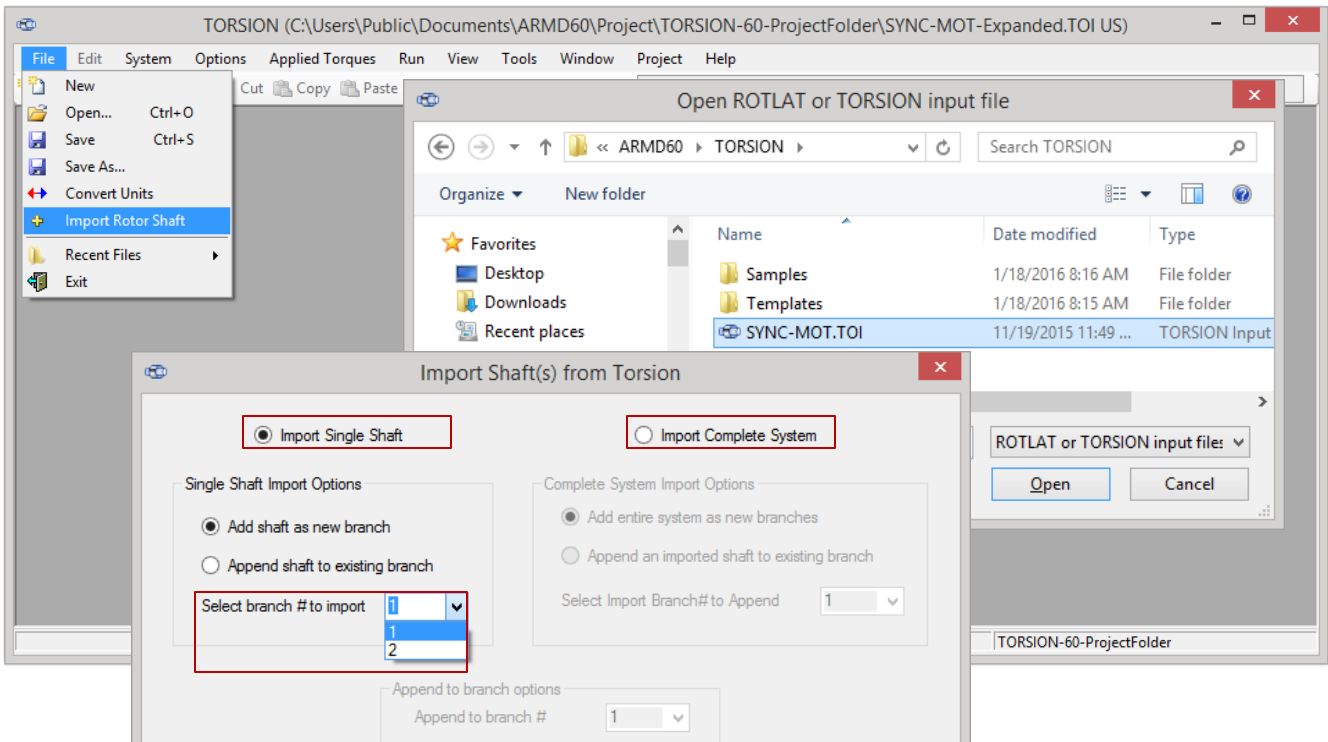 TORSION (C:\Users\Public\Documents\ARMD60\Project\TORSION-60-ProjectFolder\SYNC-MOT-Expanded.TOI US)
File Edit System Options Applied Torques Run View Tools Window Project Help
New
Open... Ctrl+O
Save Ctrl+S
Save As...
Convert Units
Import Rotor Shaft
Recent Files
Exit
Cut Copy Paste
Open ROTLAT or TORSION input file
« ARMD60 TORSION
Search TORSION
Organize New folder
Favorites
Desktop
Downloads
Recent places
Name Date modified Type
Samples 1/18/2016 8:16 AM File folder
Templates 1/18/2016 8:15 AM File folder
SYNC-MOT.TOI 11/19/2015 11:49 ... TORSION Input
ROTLAT or TORSION input files
Open Cancel
Import Shaft(s) from Torsion
Import Single Shaft
Import Complete System
Single Shaft Import Options
Add shaft as new branch
Append shaft to existing branch
Select branch # to import 1
1
2
Complete System Import Options
Add entire system as new branches
Append an imported shaft to existing branch
Select Import Branch# to Append 1
Append to branch options
Append to branch # 1
TORSION-60-ProjectFolder